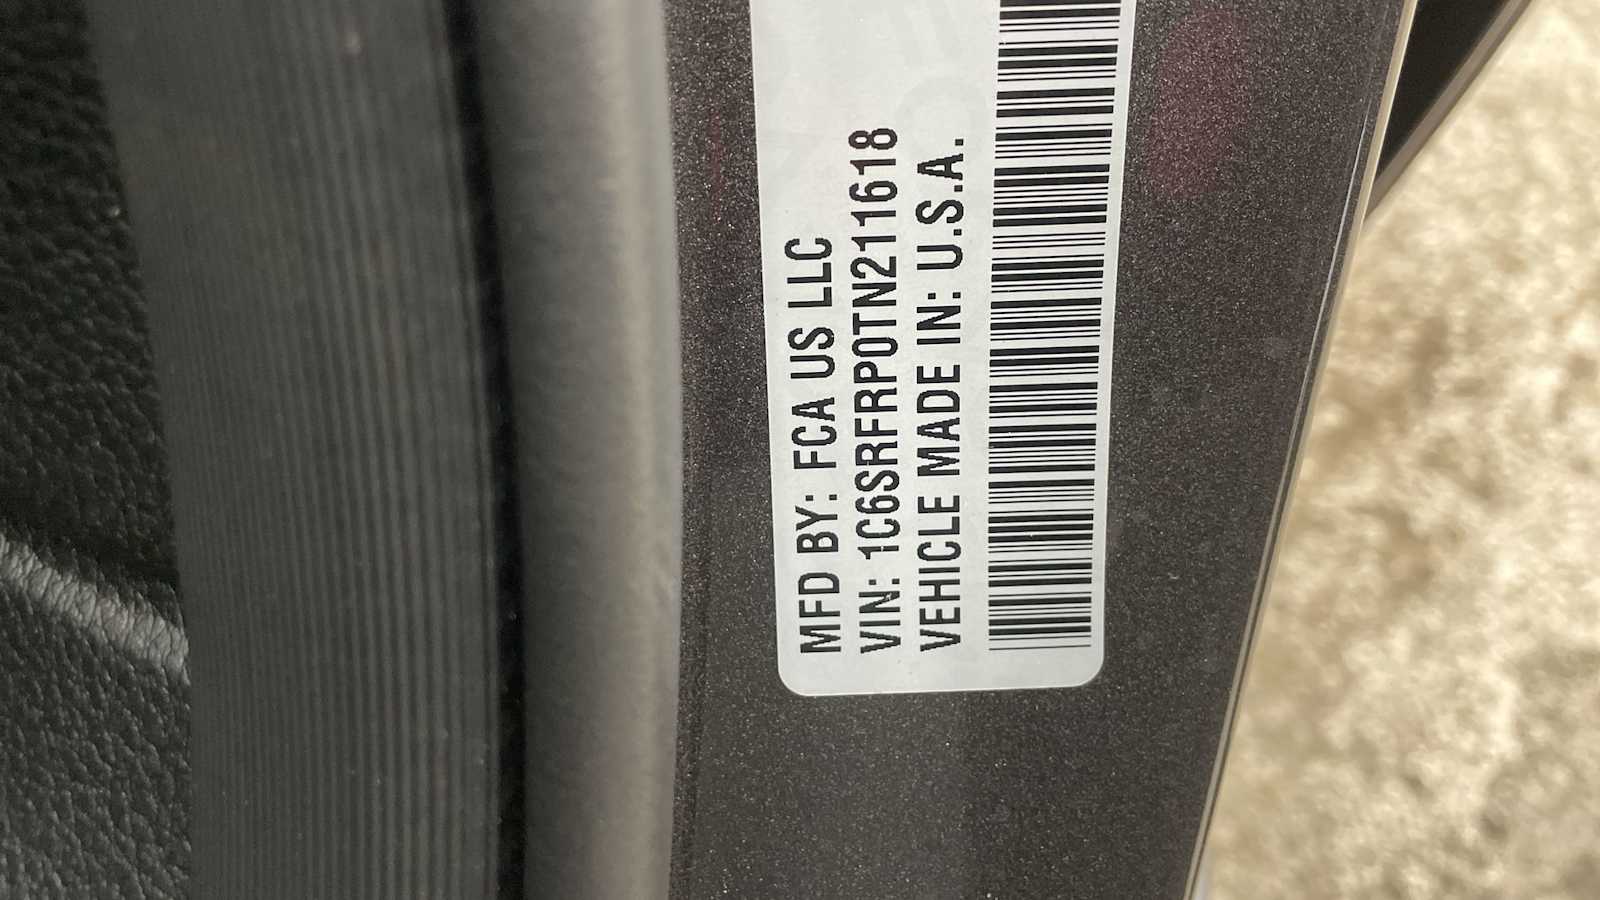 MFD BY: FCA US LLC
VIN: 1C6SRFRP0TN211618
VEHICLE MADE IN: U.S.A.